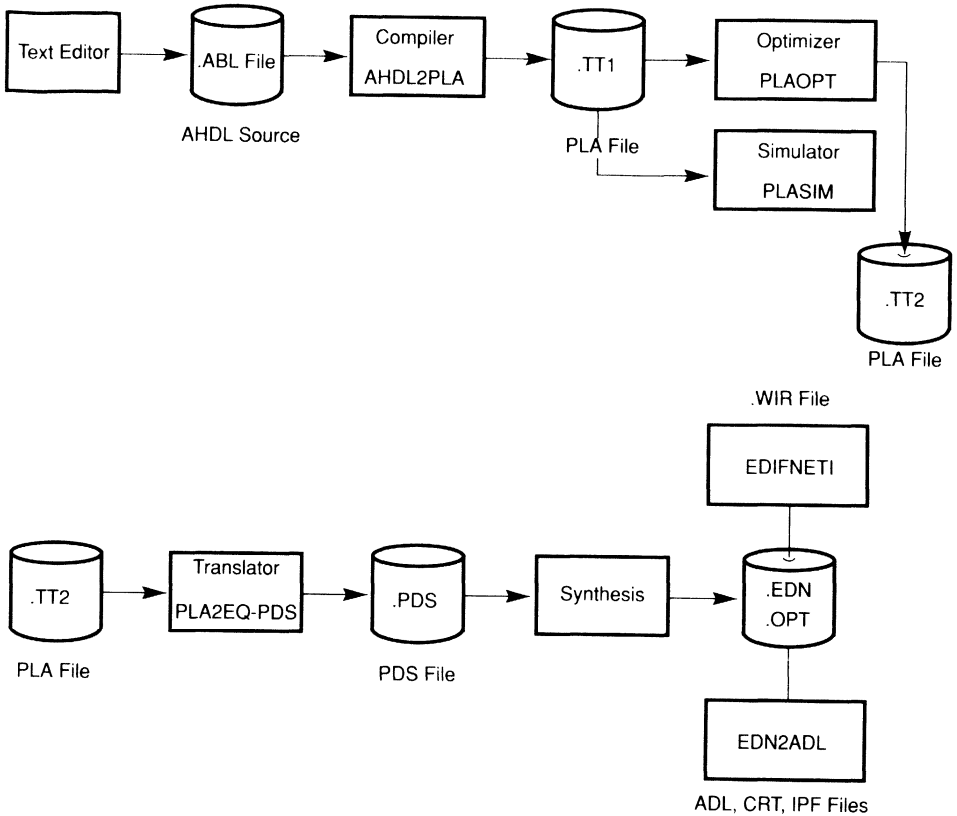 Text Editor
.ABL File
AHDL Source
Compiler
AHDL2PLA
.TT1
PLA File
Optimizer
PLAOPT
Simulator
PLASIM
.TT2
PLA File
.WIR File
EDIFNETI
.TT2
PLA File
Translator
PLA2EQ-PDS
.PDS
PDS File
Synthesis
.EDN
.OPT
EDN2ADL
ADL, CRT, IPF Files